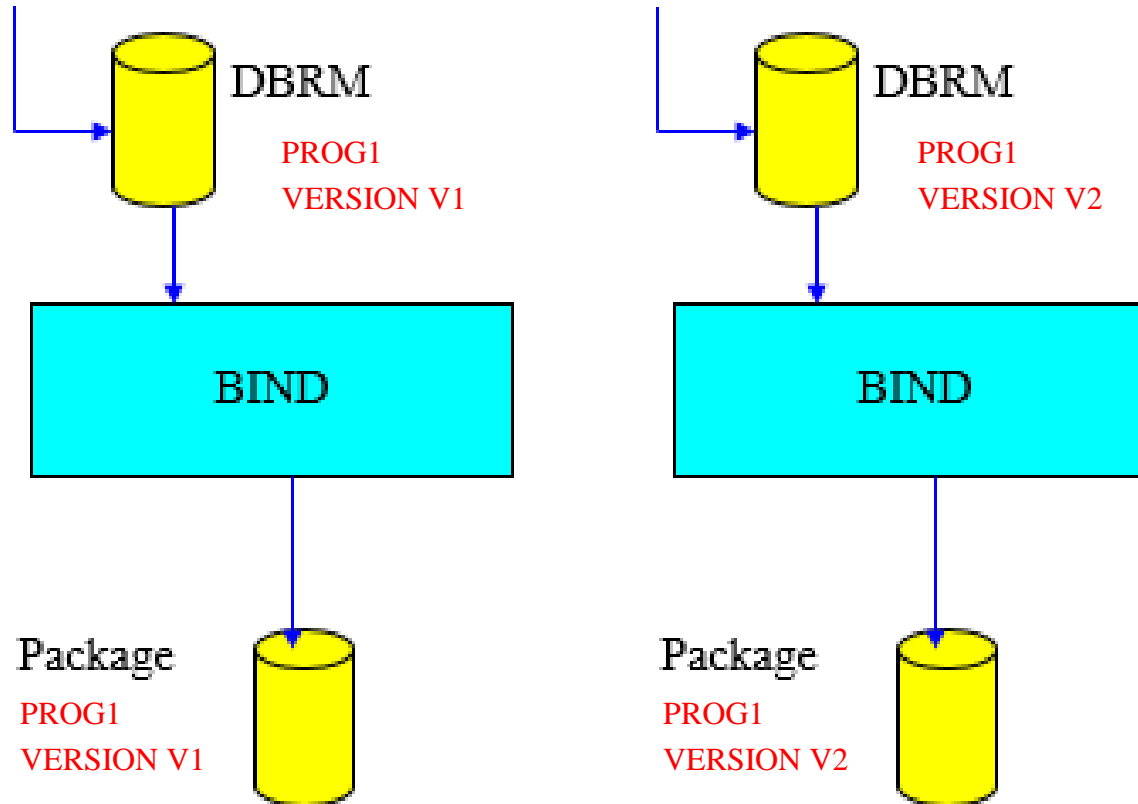 DBRM
PROG1
VERSION V1
BIND
Package
PROG1
VERSION V1
DBRM
PROG1
VERSION V2
BIND
Package
PROG1
VERSION V2